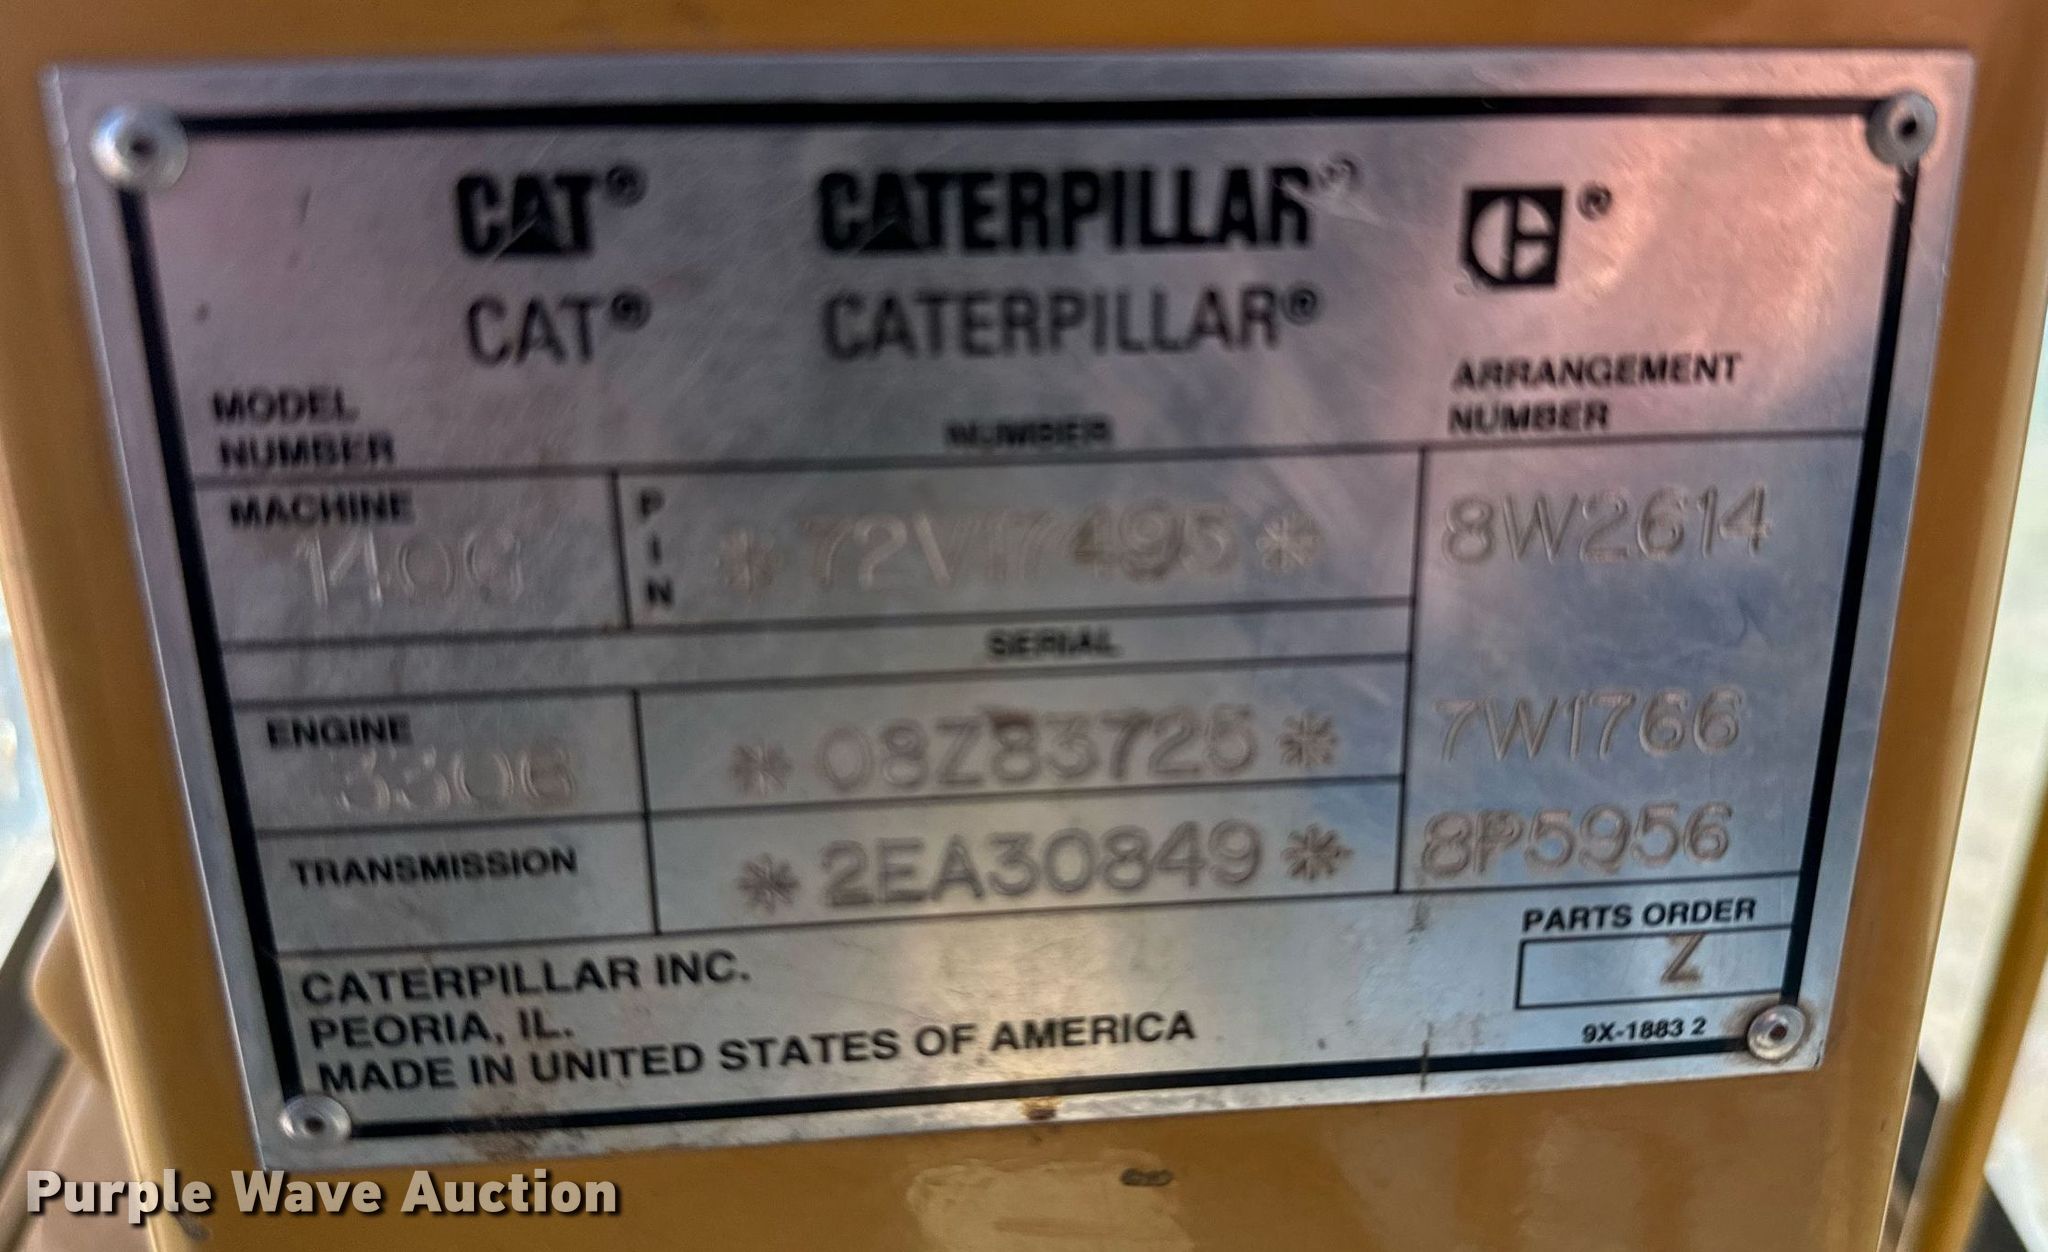 CAT® CATERPILLAR® C®
CAT® CATERPILLAR®
MODEL NUMBER
NUMBER
ARRANGEMENT NUMBER
MACHINE
140G
PIN
*72V17495*
8W2614
SERIAL
ENGINE
3306
*08Z83725*
7W1766
TRANSMISSION
*2EA30849*
8P5956
CATERPILLAR INC.
PEORIA, IL.
MADE IN UNITED STATES OF AMERICA
PARTS ORDER
Z
9X-1883 2
Purple Wave Auction